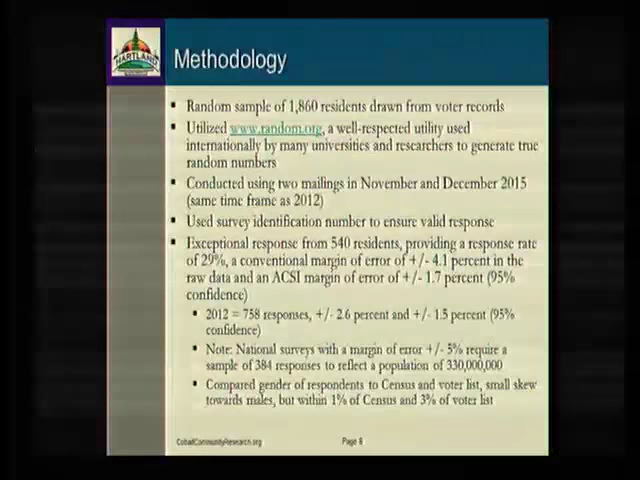 HARTLAND
Methodology
Random sample of 1,860 residents drawn from voter records
Utilized www.random.org, a well-respected utility used
internationally by many universities and researchers to generate true
random numbers
Conducted using two mailings in November and December 2015
(same time frame as 2012)
Used survey identification number to ensure valid response
Exceptional response from 540 residents, providing a response rate
of 29%, a conventional margin of error of +/- 4.1 percent in the
raw data and an ACSI margin of error of +/- 1.7 percent (95%
confidence)
2012 = 758 responses, +/- 2.6 percent and +/- 1.5 percent (95%
confidence)
Note: National surveys with a margin of error +/- 5% require a
sample of 384 responses to reflect a population of 330,000,000
Compared gender of respondents to Census and voter list, small skew
towards males, but within 1% of Census and 3% of voter list
CobaltCommunityResearch.org
Page 6